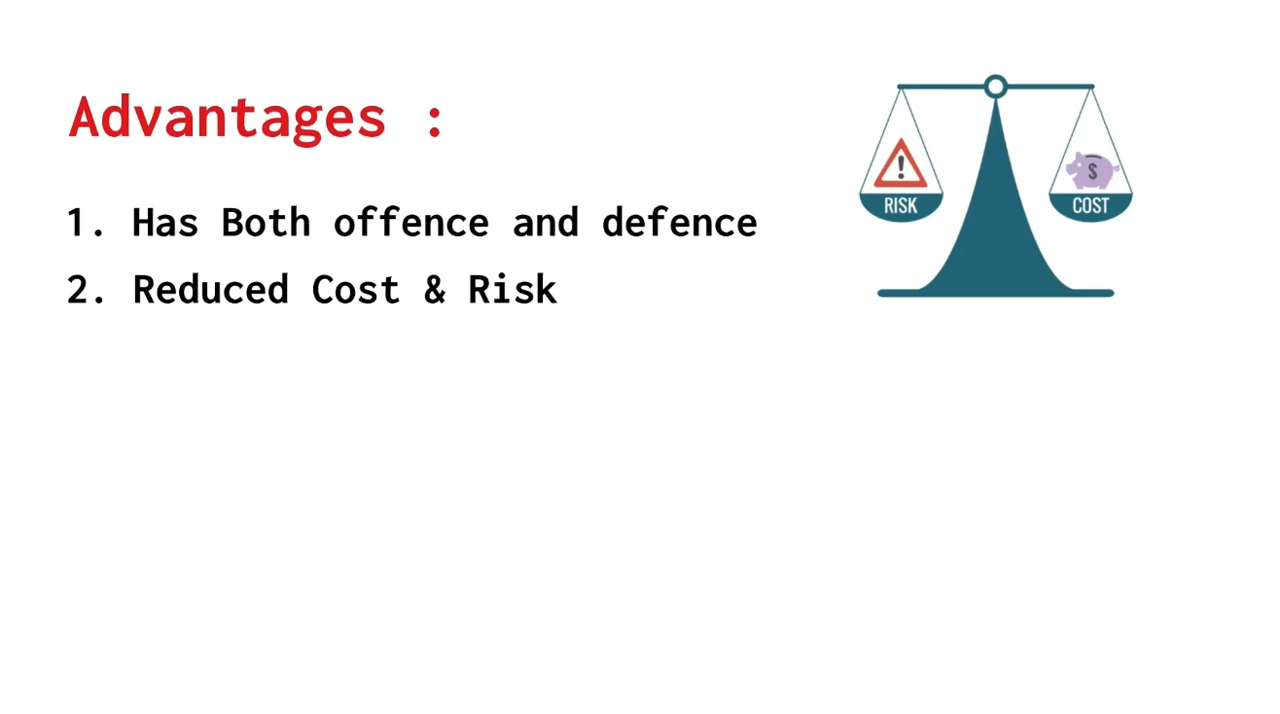 Advantages :
1. Has Both offence and defence
2. Reduced Cost & Risk
RISK
COST
$